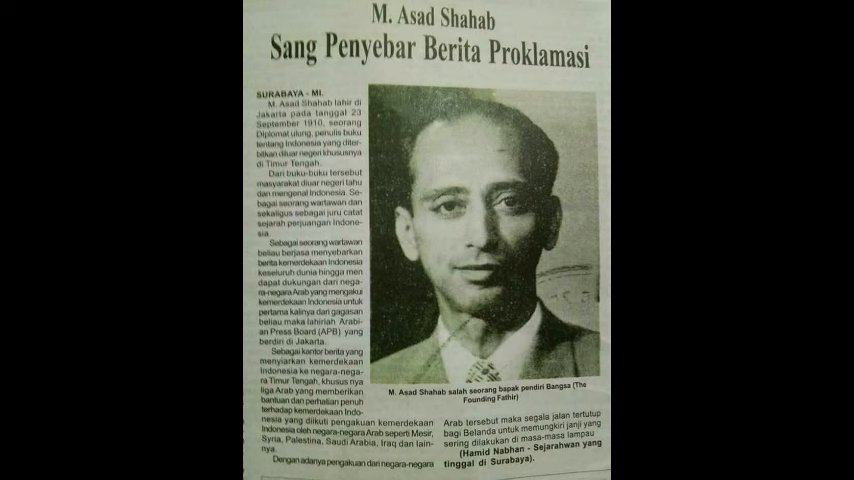 M. Asad Shahab
Sang Penyebar Berita Proklamasi
SURABAYA - MI.
M. Asad Shahab lahir di
Jakarta pada tanggal 23
September 1910, seorang
Diplomat ulung, penulis buku
tentang Indonesia yang diter-
bitkan diluar negeri khususnya
di Timur Tengah.
Dari buku-buku tersebut
masyarakat diuar negeri tahu
dan mengenal Indonesia. Se-
bagai seorang wartawan dan
sekaligus sebagai juru catat
sejarah perjuangan Indone-
sia.
Sebagai seorang wartawan
beliau berjasa menyebarkan
berita kemerdekaan Indonesia
keseluruh dunia hingga men
dapat dukungan dari nega-
ra-negara Arab yang mengakui
kemerdekaan Indonesia untuk
pertama kalinya dari gagasan
beliau maka lahirlah Arabi-
an Press Board (APB) yang
berdiri di Jakarta.
Sebagai kantor berita yang
menyiarkan kemerdekaan
Indonesia ke negara-nega-
ra Timur Tengah, khusus nya
liga Arab yang memberikan
bantuan dan perhatian penuh
terhadap kemerdekaan Indo-
nesia yang diikuti pengakuan kemerdekaan
Indonesia oleh negara-negara Arab seperti Mesir,
Syria, Palestina, Saudi Arabia, Iraq dan lain-
nya.
Dengan adanya pengakuan dari negara-negara
M. Asad Shahab salah seorang bapak pendiri Bangsa (The
Founding Fathir)
Arab tersebut maka segala jalan tertutup
bagi Belanda untuk memungkiri janji yang
sering dilakukan di masa-masa lampau
(Hamid Nabhan - Sejarahwan yang
tinggal di Surabaya).